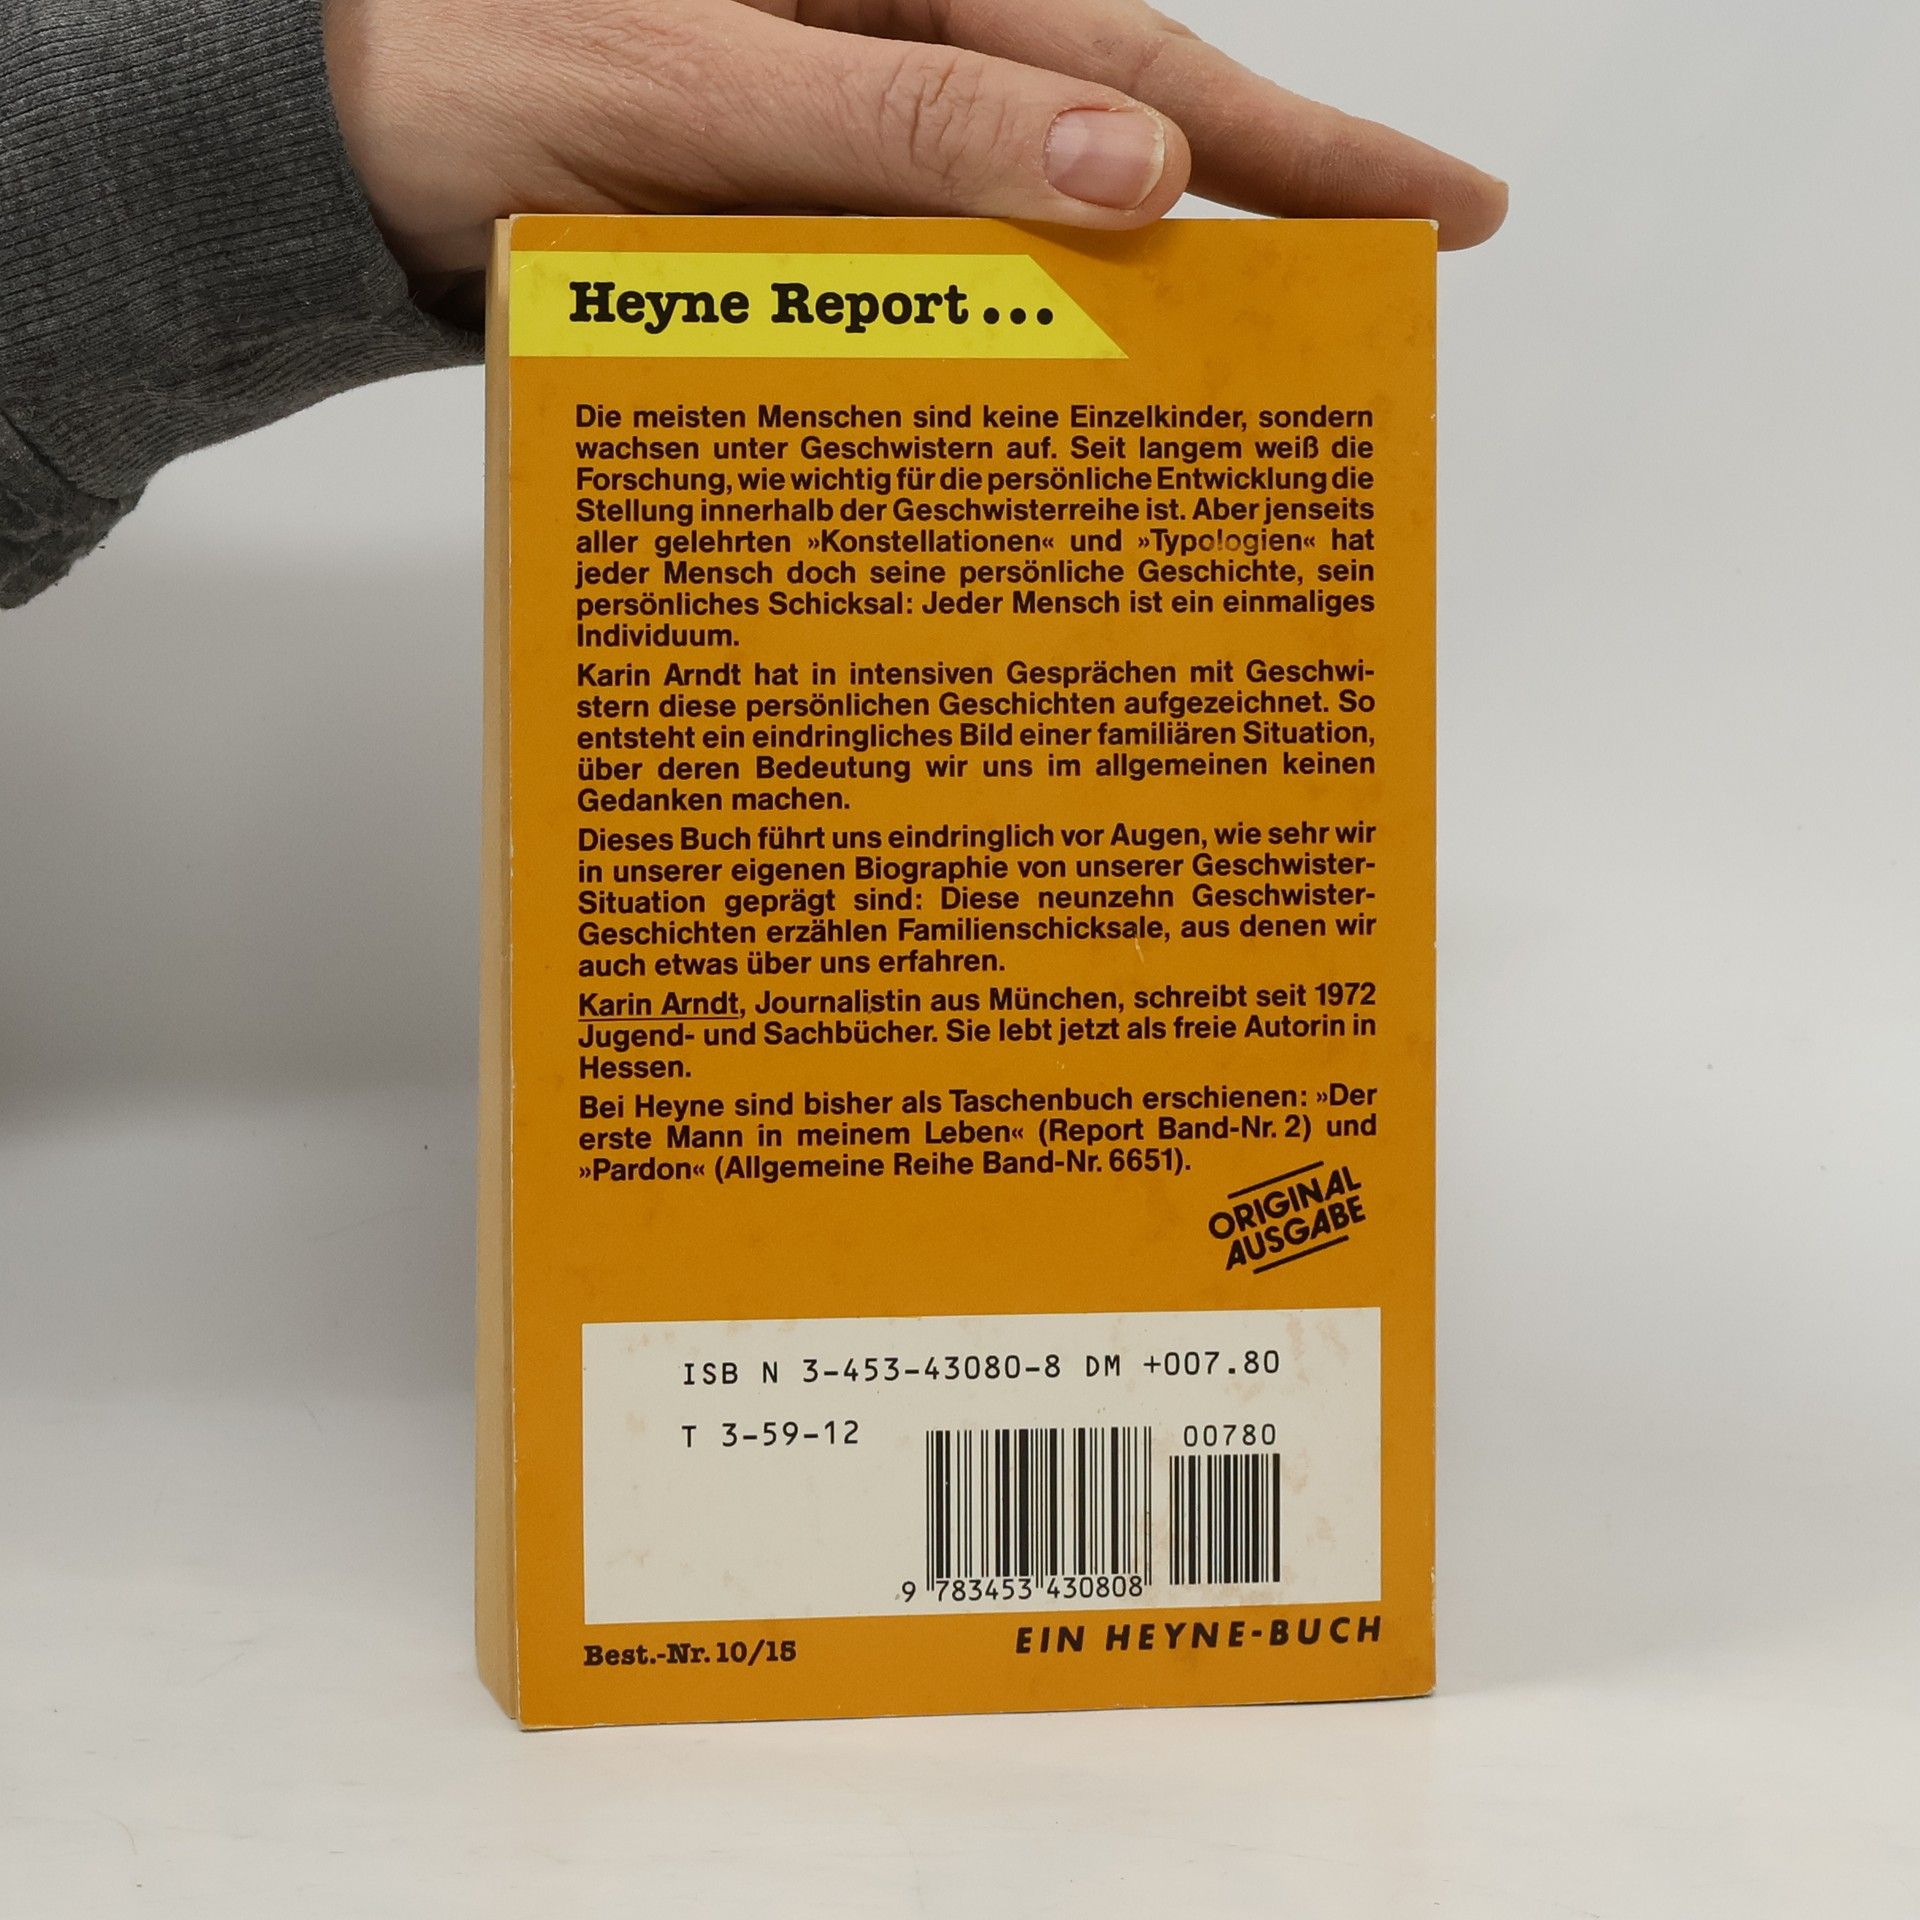 Heyne Report...
Die meisten Menschen sind keine Einzelkinder, sondern
wachsen unter Geschwistern auf. Seit langem weiß die
Forschung, wie wichtig für die persönliche Entwicklung die
Stellung innerhalb der Geschwisterreihe ist. Aber jenseits
aller gelehrten »Konstellationen« und »Typologien« hat
jeder Mensch doch seine persönliche Geschichte, sein
persönliches Schicksal: Jeder Mensch ist ein einmaliges
Individuum.
Karin Arndt hat in intensiven Gesprächen mit Geschwi-
stern diese persönlichen Geschichten aufgezeichnet. So
entsteht ein eindringliches Bild einer familiären Situation,
über deren Bedeutung wir uns im allgemeinen keinen
Gedanken machen.
Dieses Buch führt uns eindringlich vor Augen, wie sehr wir
in unserer eigenen Biographie von unserer Geschwister-
Situation geprägt sind: Diese neunzehn Geschwister-
Geschichten erzählen Familienschicksale, aus denen wir
auch etwas über uns erfahren.
Karin Arndt, Journalistin aus München, schreibt seit 1972
Jugend- und Sachbücher. Sie lebt jetzt als freie Autorin in
Hessen.
Bei Heyne sind bisher als Taschenbuch erschienen: »Der
erste Mann in meinem Leben« (Report Band-Nr. 2) und
»Pardon« (Allgemeine Reihe Band-Nr. 6651).
ORIGINAL
AUSGABE
ISB N 3-453-43080-8 DM +007.80
T 3-59-12
00780
9 783453 430808
Best.-Nr. 10/15
EIN HEYNE-BUCH